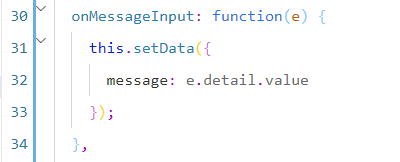 30 onMessageInput: function(e) {
31 this.setData({
32 message: e.detail.value
33 });
34 },